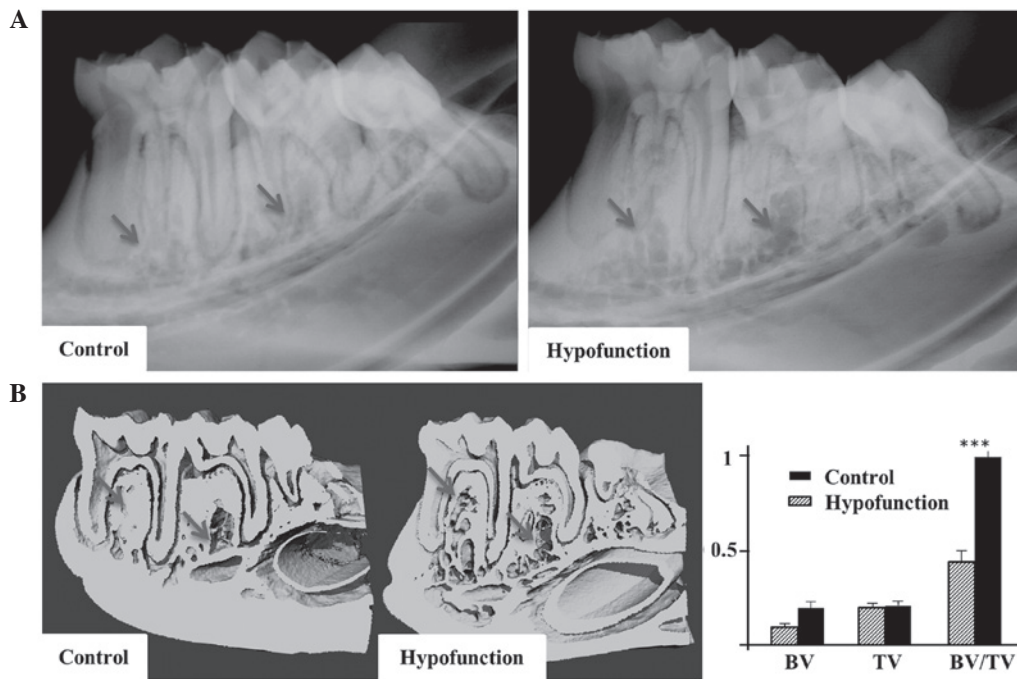 A
Control
Hypofunction
B
Control
Hypofunction
1
0.5
***
Control
Hypofunction
BV
TV
BV/TV